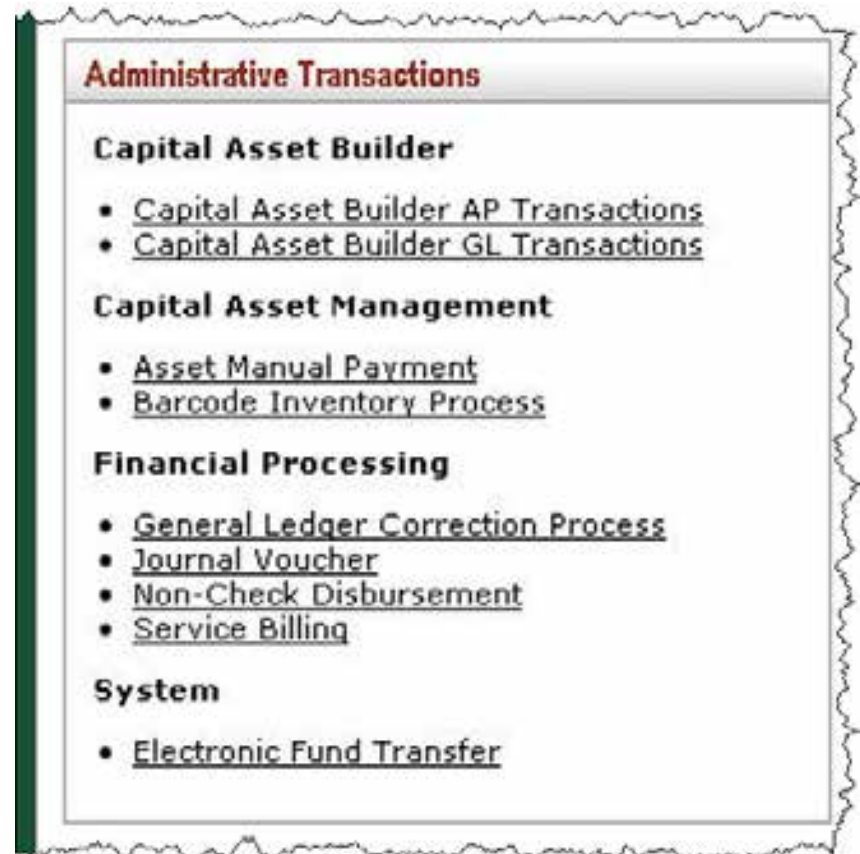 Administrative Transactions
Capital Asset Builder
• Capital Asset Builder AP Transactions
• Capital Asset Builder GL Transactions
Capital Asset Management
• Asset Manual Payment
• Barcode Inventory Process
Financial Processing
• General Ledger Correction Process
• Journal Voucher
• Non-Check Disbursement
• Service Billing
System
• Electronic Fund Transfer